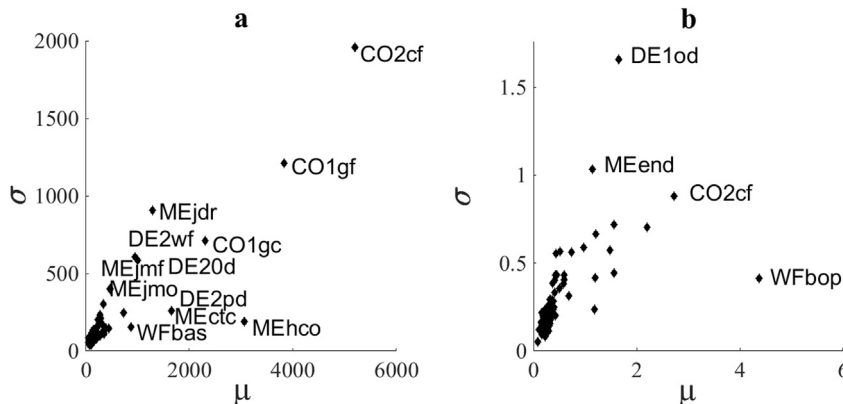 a
2000
1500
1000
500
0
σ
CO2cf
CO1gf
MEjdr
DE2wf
CO1gc
MEjmf
DE20d
MEjmo
DE2pd
MEctc
WFbas
MEhco
0
2000
4000
6000
μ
b
1.5
1
0.5
0
σ
DE1od
MEend
CO2cf
WFbop
0
2
4
6
μ